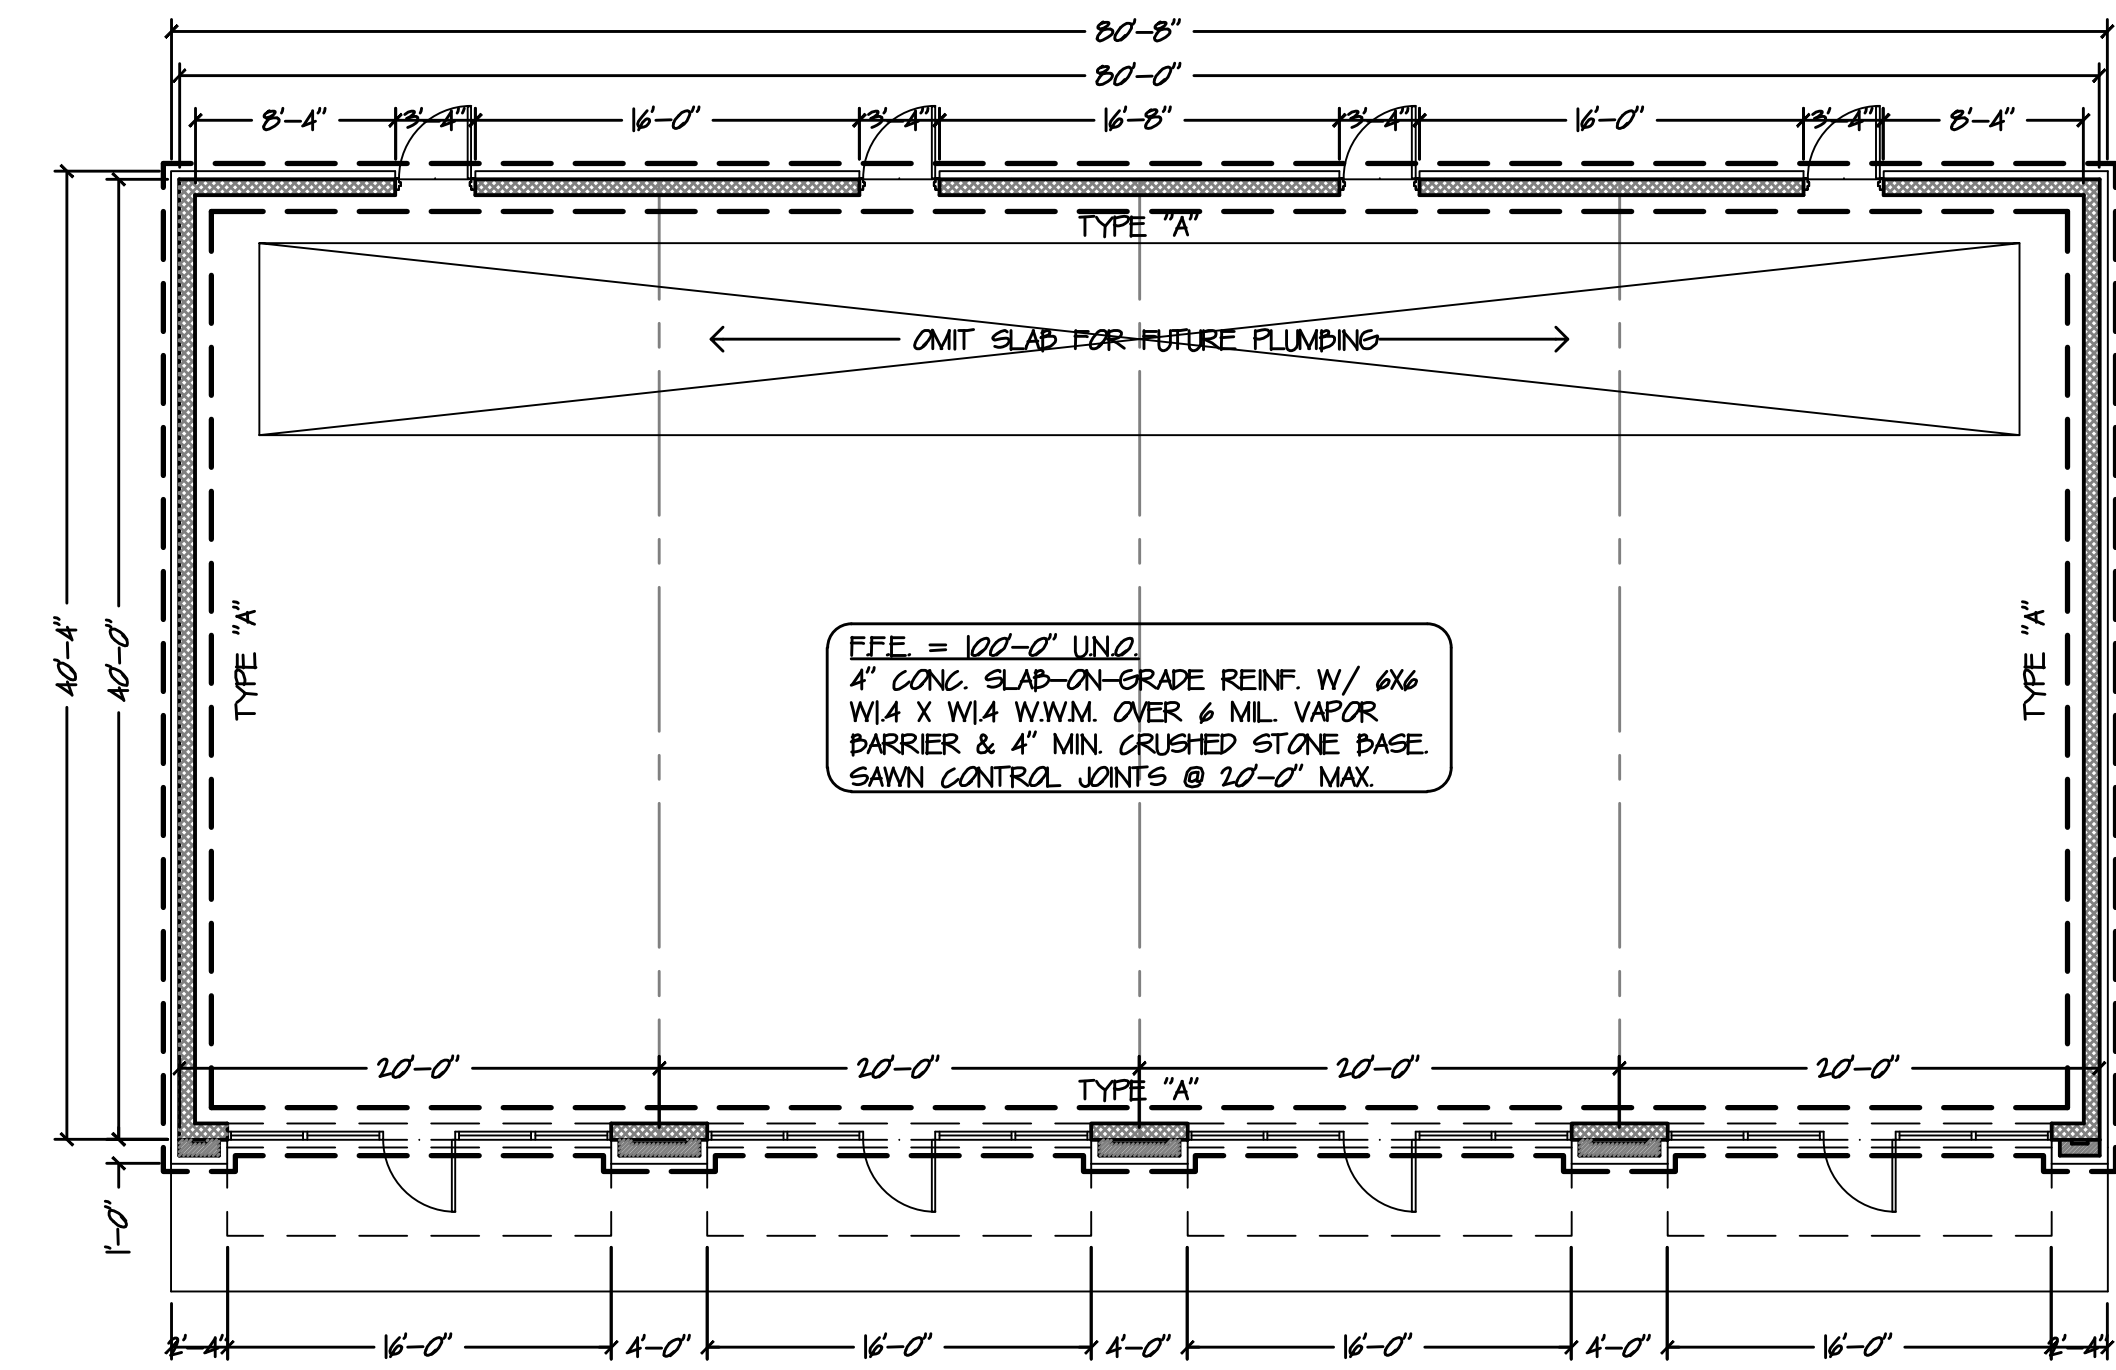 80'-8"
80'-0"
8'-4" 3'-4" 16'-0" 3'-4" 16'-8" 3'-4" 16'-0" 3'-4" 8'-4"
TYPE "A"
OMIT SLAB FOR FUTURE PLUMBING
40'-4"
40'-0"
TYPE "A"
TYPE "A"
F.F.E. = 100'-0" U.N.O.
4" CONC. SLAB-ON-GRADE REINF. W/ 6X6
W1.4 X W1.4 W.W.M. OVER 6 MIL. VAPOR
BARRIER & 4" MIN. CRUSHED STONE BASE.
SAWN CONTROL JOINTS @ 20'-0" MAX.
20'-0" 20'-0" 20'-0" 20'-0"
TYPE "A"
1'-0"
2'-4" 16'-0" 4'-0" 16'-0" 4'-0" 16'-0" 4'-0" 16'-0" 2'-4"